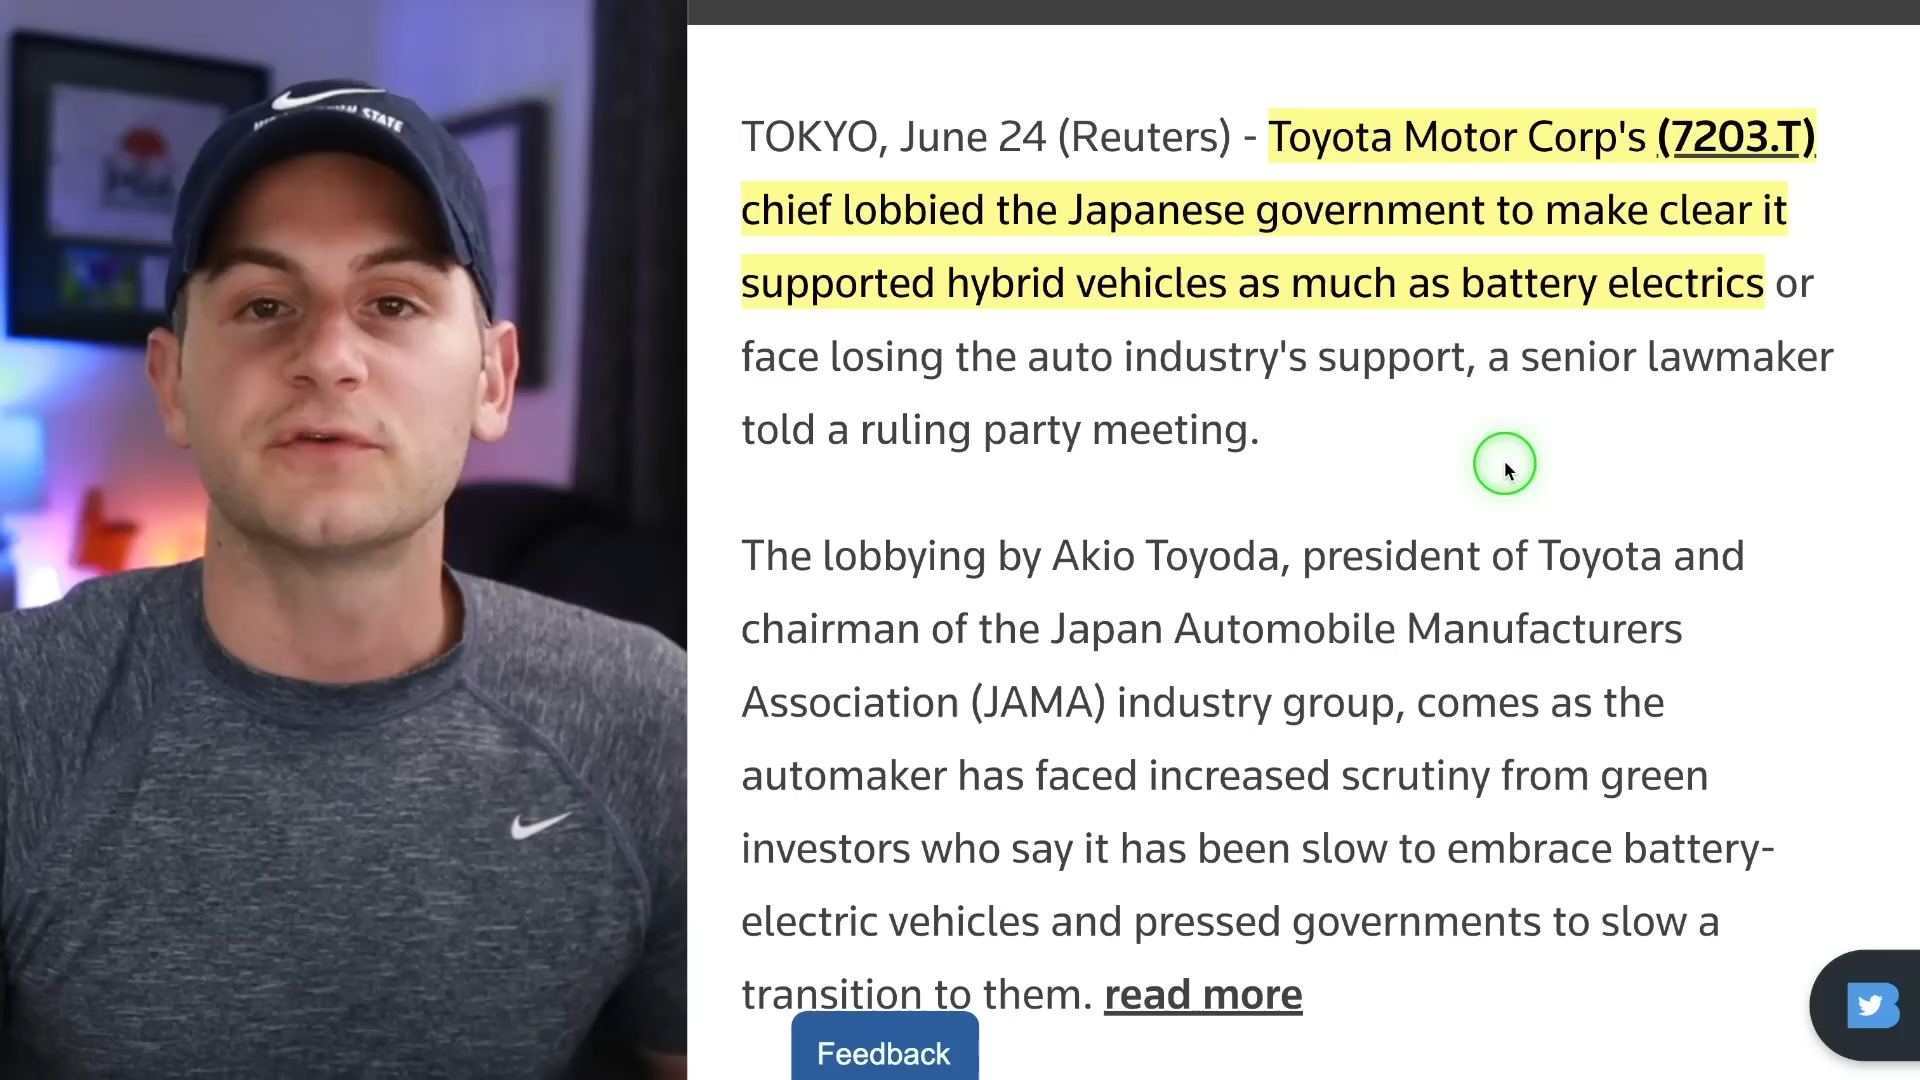 STATE
TOKYO, June 24 (Reuters) - Toyota Motor Corp's (7203.T)
chief lobbied the Japanese government to make clear it
supported hybrid vehicles as much as battery electrics or
face losing the auto industry's support, a senior lawmaker
told a ruling party meeting.
The lobbying by Akio Toyoda, president of Toyota and
chairman of the Japan Automobile Manufacturers
Association (JAMA) industry group, comes as the
automaker has faced increased scrutiny from green
investors who say it has been slow to embrace battery-
electric vehicles and pressed governments to slow a
transition to them. read more
Feedback